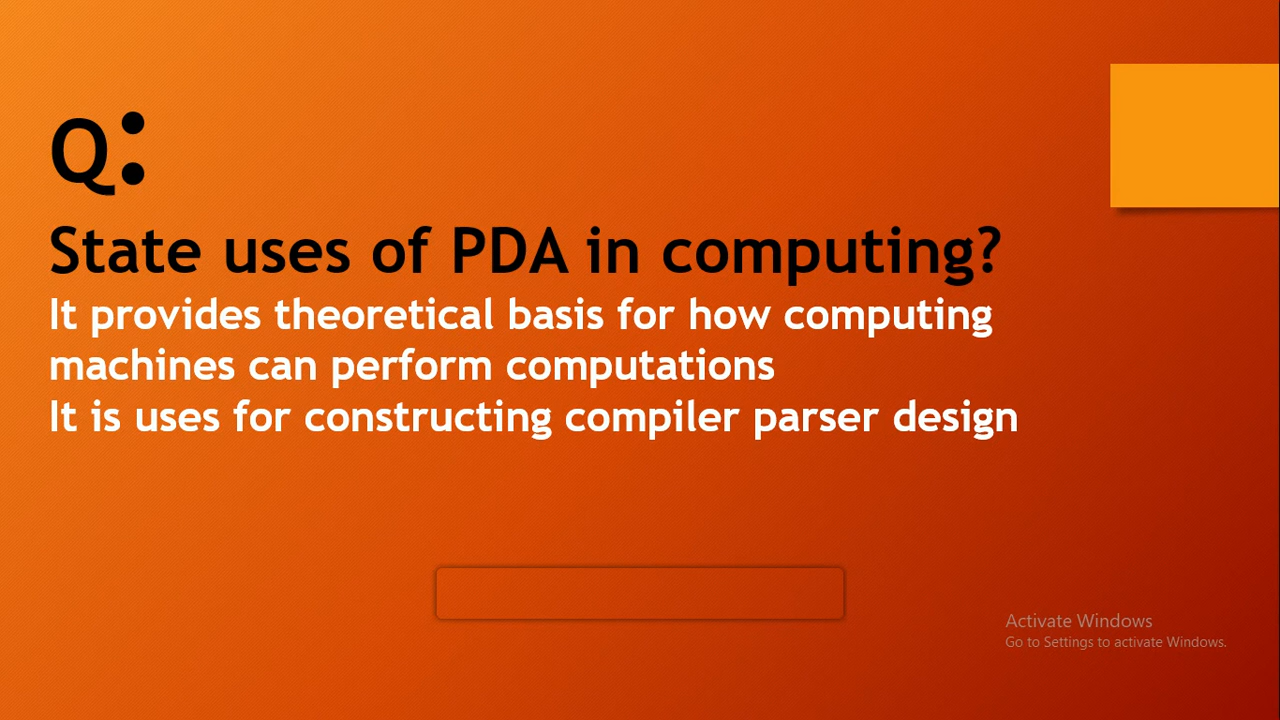 Q:
State uses of PDA in computing?
It provides theoretical basis for how computing
machines can perform computations
It is uses for constructing compiler parser design
Activate Windows
Go to Settings to activate Windows.